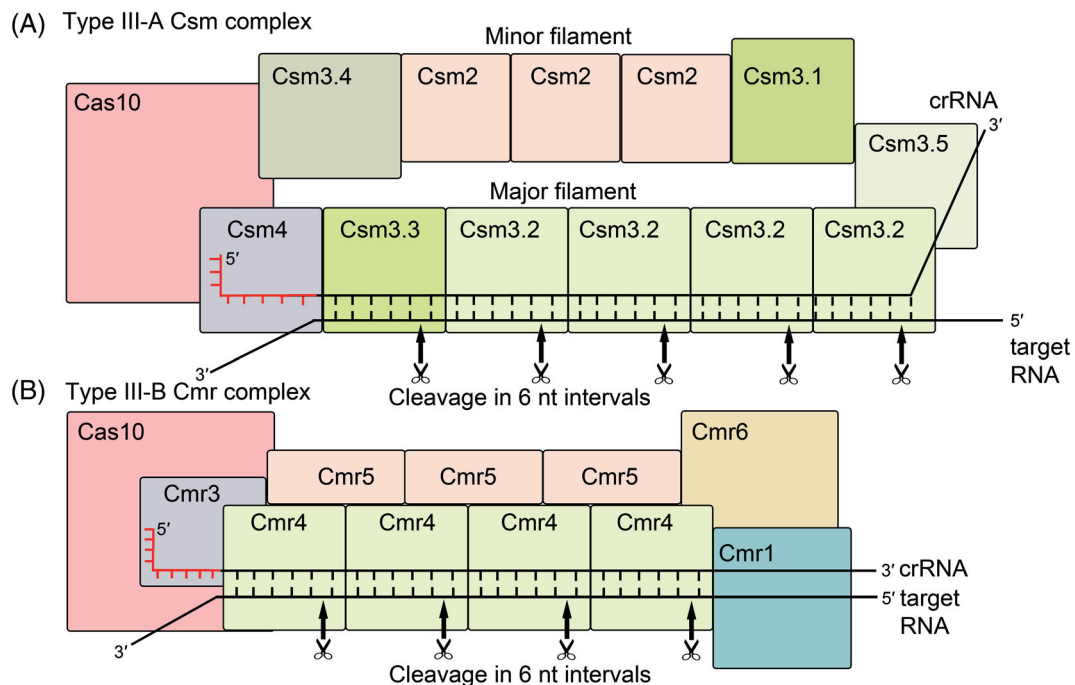 (A) Type III-A Csm complex
Minor filament
Cas10
Csm3.4
Csm2
Csm2
Csm2
Csm3.1
crRNA
3′
Csm3.5
Major filament
Csm4
Csm3.3
Csm3.2
Csm3.2
Csm3.2
Csm3.2
5′
5′
target
RNA
3′
Cleavage in 6 nt intervals
(B) Type III-B Cmr complex
Cas10
Cmr6
Cmr5
Cmr5
Cmr5
Cmr3
Cmr4
Cmr4
Cmr4
Cmr4
5′
Cmr1
3′ crRNA
5′ target
RNA
3′
Cleavage in 6 nt intervals